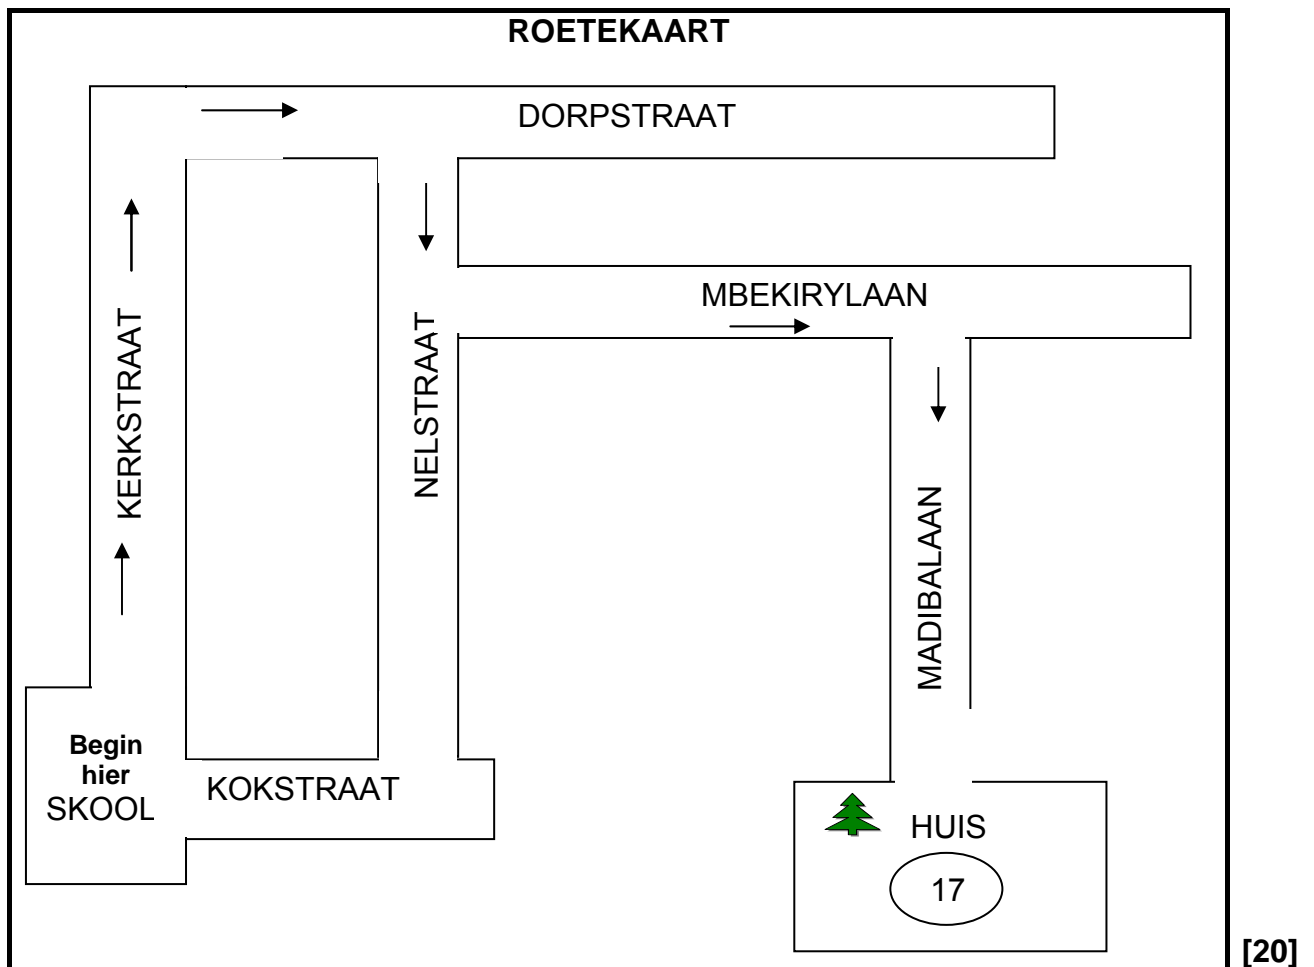 ROETEKAART
DORPSTRAAT
MBEKIRYLAAN
KERKSTRAAT
NELSTRAAT
MADIBALAAN
Begin
hier
SKOOL
KOKSTRAAT
HUIS
17
[20]